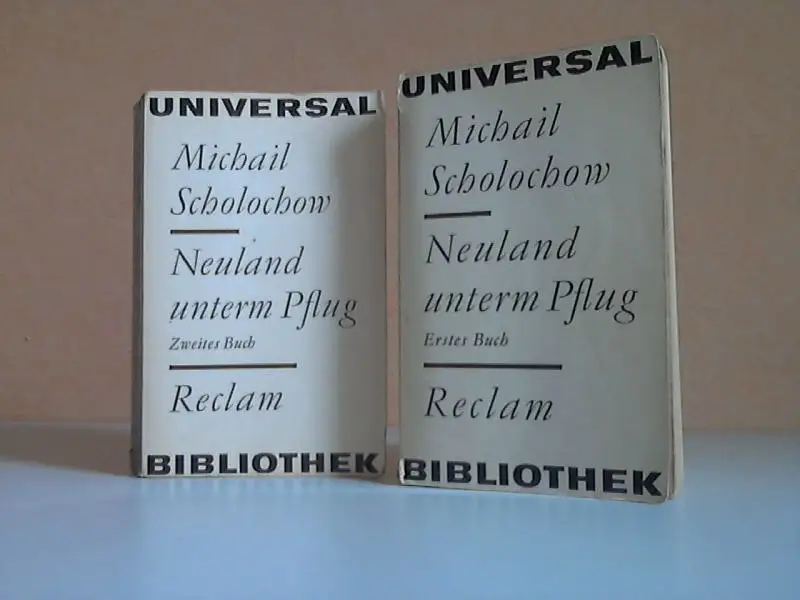 UNIVERSAL
Michail
Scholochow
Neuland
unterm Pflug
Zweites Buch
Reclam
BIBLIOTHEK
UNIVERSAL
Michail
Scholochow
Neuland
unterm Pflug
Erstes Buch
Reclam
BIBLIOTHEK